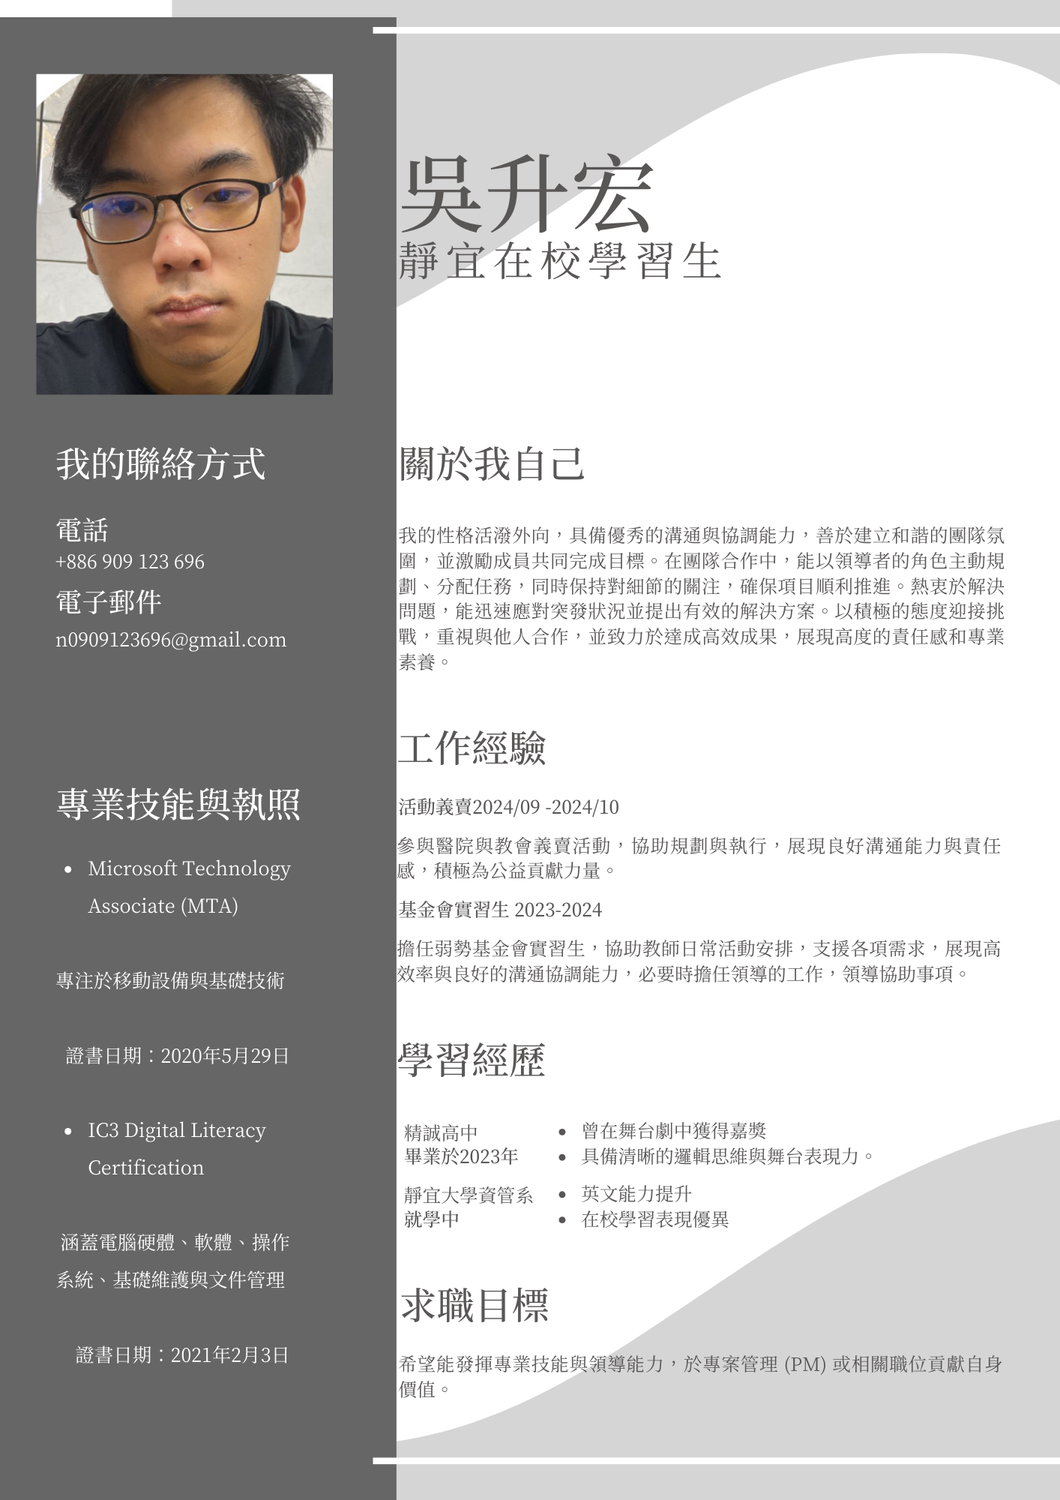 吳升宏
靜宜在校學習生
我的聯絡方式
電話
+886 909 123 696
電子郵件
n0909123696@gmail.com
專業技能與執照
• Microsoft Technology
Associate (MTA)
專注於移動設備與基礎技術
證書日期：2020年5月29日
• IC3 Digital Literacy
Certification
涵蓋電腦硬體、軟體、操作
系統、基礎維護與文件管理
證書日期：2021年2月3日
關於我自己
我的性格活潑外向，具備優秀的溝通與協調能力，善於建立和諧的團隊氛
圍，並激勵成員共同完成目標。在團隊合作中，能以領導者的角色主動規
劃、分配任務，同時保持對細節的關注，確保項目順利推進。熱衷於解決
問題，能迅速應對突發狀況並提出有效的解決方案。以積極的態度迎接挑
戰，重視與他人合作，並致力於達成高效成果，展現高度的責任感和專業
素養。
工作經驗
活動義賣2024/09 -2024/10
參與醫院與教會義賣活動，協助規劃與執行，展現良好溝通能力與責任
感，積極為公益貢獻力量。
基金會實習生 2023-2024
擔任弱勢基金會實習生，協助教師日常活動安排，支援各項需求，展現高
效率與良好的溝通協調能力，必要時擔任領導的工作，領導協助事項。
學習經歷
精誠高中
畢業於2023年
• 曾在舞台劇中獲得嘉獎
• 具備清晰的邏輯思維與舞台表現力。
靜宜大學資管系
就學中
• 英文能力提升
• 在校學習表現優異
求職目標
希望能發揮專業技能與領導能力，於專案管理 (PM) 或相關職位貢獻自身
價值。